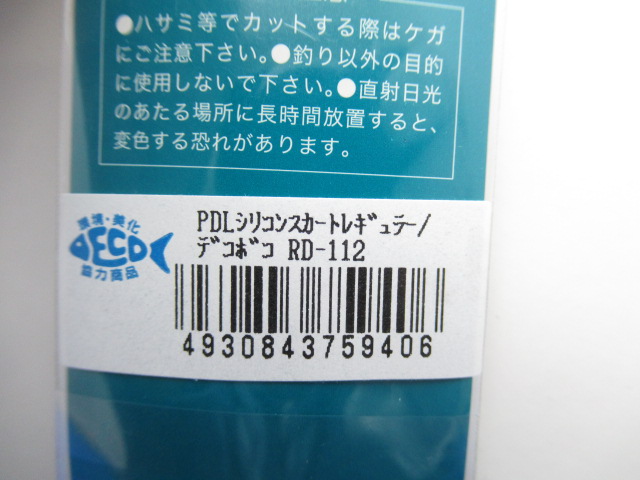 ●ハサミ等でカットする際はケガ
にご注意下さい。●釣り以外の目的
に使用しないで下さい。●直射日光
のあたる場所に長時間放置すると、
変色する恐れがあります。
環境・美化
DECO
協力商品
PDLｼﾘｺﾝｽｶｰﾄﾚｷﾞｭﾃｰ/
ﾃﾞｺﾎﾞｺ RD-112
4930843759406